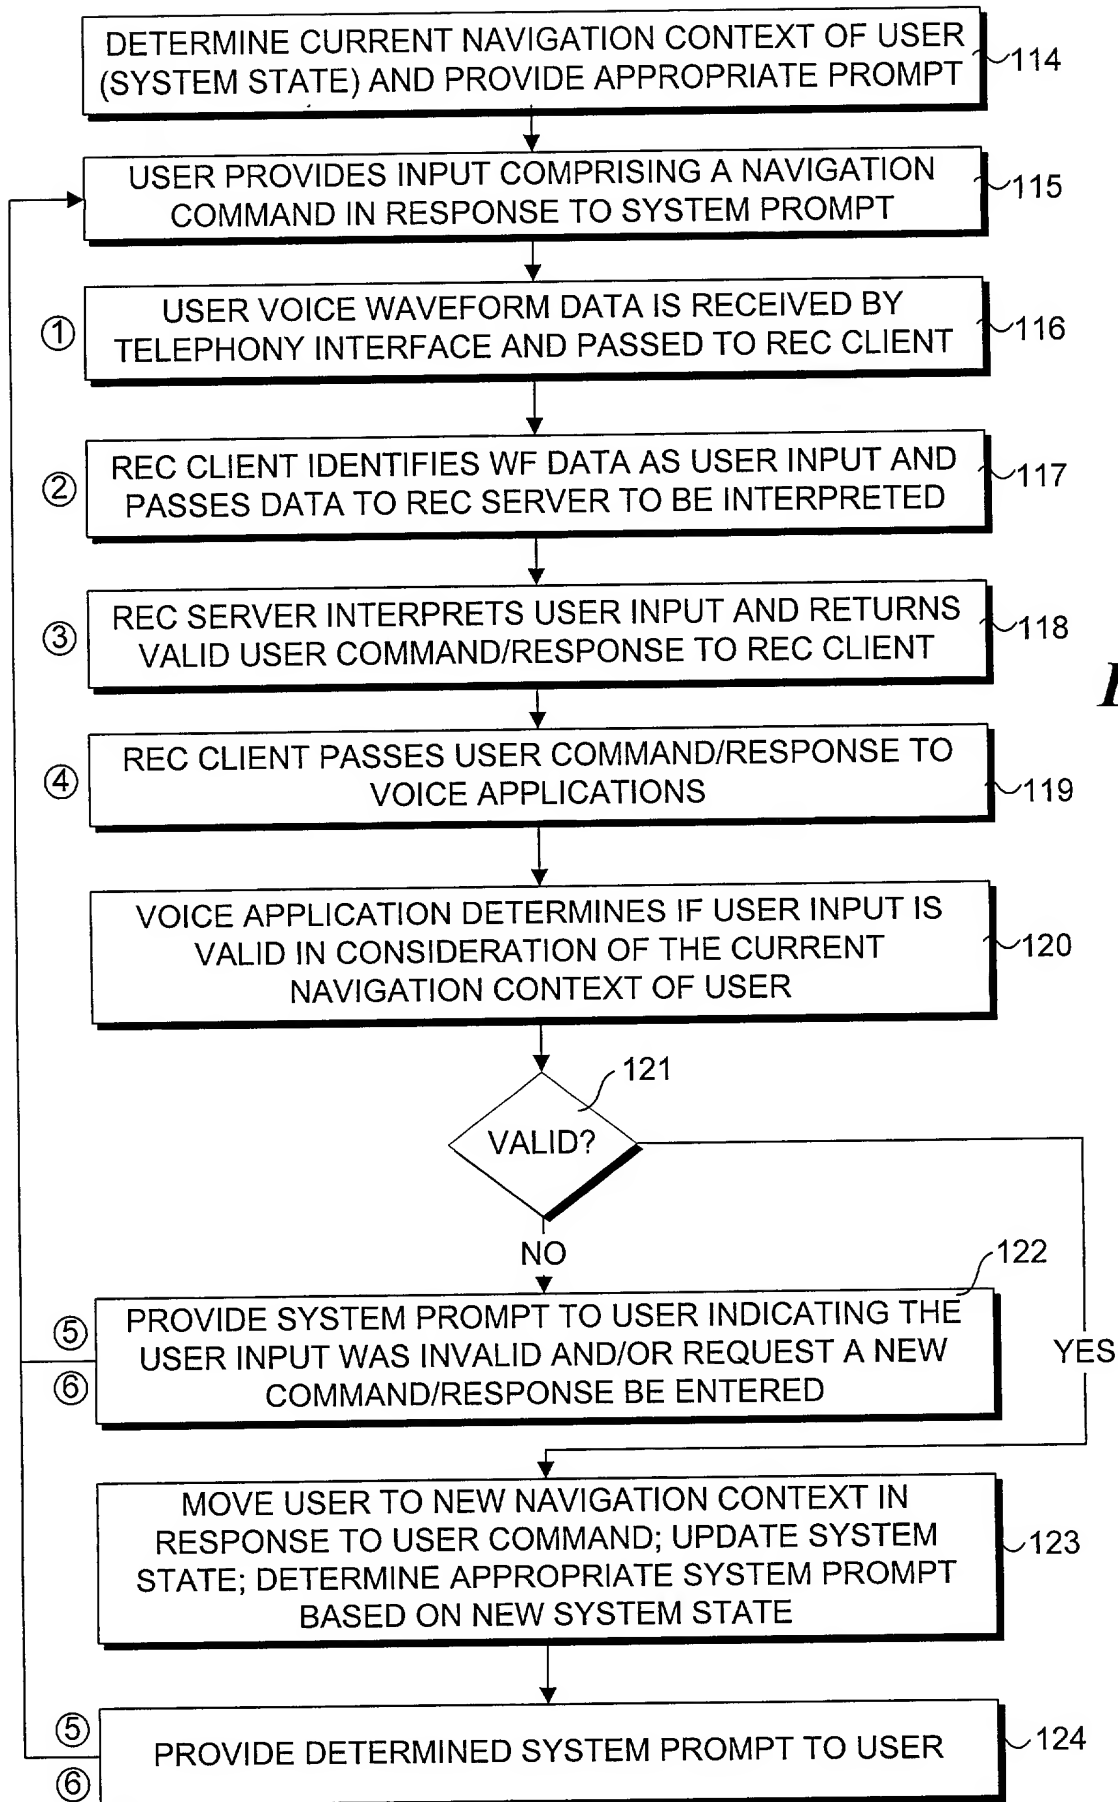 DETERMINE CURRENT NAVIGATION CONTEXT OF USER
(SYSTEM STATE) AND PROVIDE APPROPRIATE PROMPT
114
USER PROVIDES INPUT COMPRISING A NAVIGATION
COMMAND IN RESPONSE TO SYSTEM PROMPT
115
①
USER VOICE WAVEFORM DATA IS RECEIVED BY
TELEPHONY INTERFACE AND PASSED TO REC CLIENT
116
②
REC CLIENT IDENTIFIES WF DATA AS USER INPUT AND
PASSES DATA TO REC SERVER TO BE INTERPRETED
117
③
REC SERVER INTERPRETS USER INPUT AND RETURNS
VALID USER COMMAND/RESPONSE TO REC CLIENT
118
④
REC CLIENT PASSES USER COMMAND/RESPONSE TO
VOICE APPLICATIONS
119
VOICE APPLICATION DETERMINES IF USER INPUT IS
VALID IN CONSIDERATION OF THE CURRENT
NAVIGATION CONTEXT OF USER
120
121
VALID?
NO
YES
122
⑤
⑥
PROVIDE SYSTEM PROMPT TO USER INDICATING THE
USER INPUT WAS INVALID AND/OR REQUEST A NEW
COMMAND/RESPONSE BE ENTERED
MOVE USER TO NEW NAVIGATION CONTEXT IN
RESPONSE TO USER COMMAND; UPDATE SYSTEM
STATE; DETERMINE APPROPRIATE SYSTEM PROMPT
BASED ON NEW SYSTEM STATE
123
⑤
⑥
PROVIDE DETERMINED SYSTEM PROMPT TO USER
124